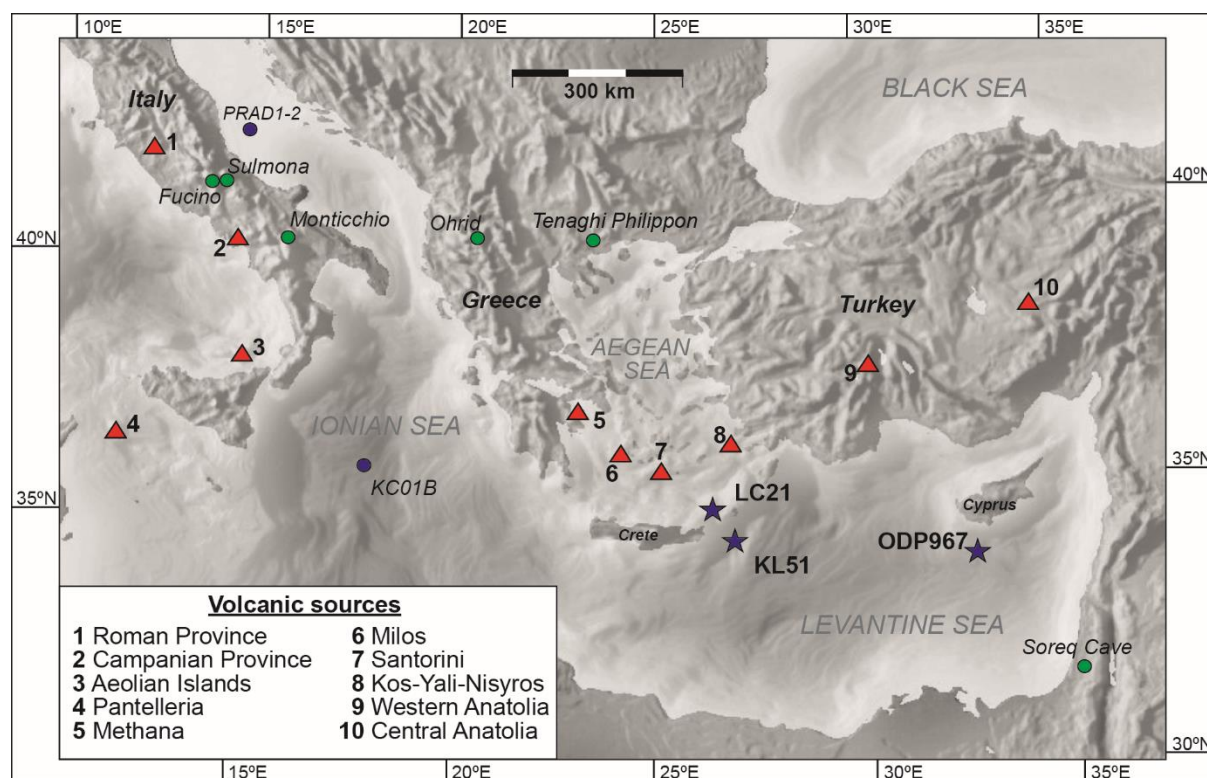 10ºE 15ºE 20ºE 25ºE 30ºE 35ºE
Italy
PRAD1-2
300 km
BLACK SEA
1
Sulmona
Fucino
40ºN
Monticchio
Ohrid
Tenaghi Philippon
2
40ºN
Greece
Turkey
10
3
AEGEAN
SEA
9
4
IONIAN SEA
5
8
6
7
KC01B
35ºN
LC21
35ºN
Crete
Cyprus
KL51
ODP967
LEVANTINE SEA
Soreq Cave
Volcanic sources
1 Roman Province
2 Campanian Province
3 Aeolian Islands
4 Pantelleria
5 Methana
6 Milos
7 Santorini
8 Kos-Yali-Nisyros
9 Western Anatolia
10 Central Anatolia
30ºN
15ºE 20ºE 25ºE 30ºE 35ºE